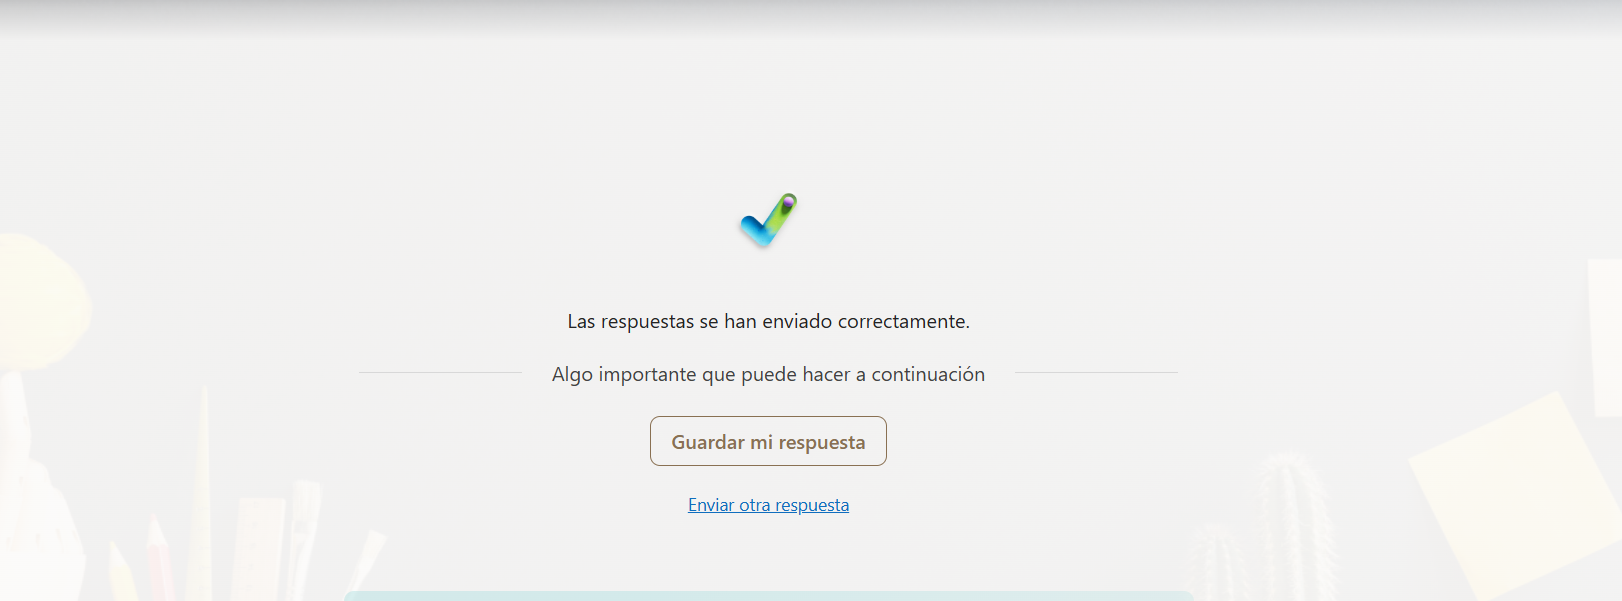 Las respuestas se han enviado correctamente.
Algo importante que puede hacer a continuación
Guardar mi respuesta
Enviar otra respuesta